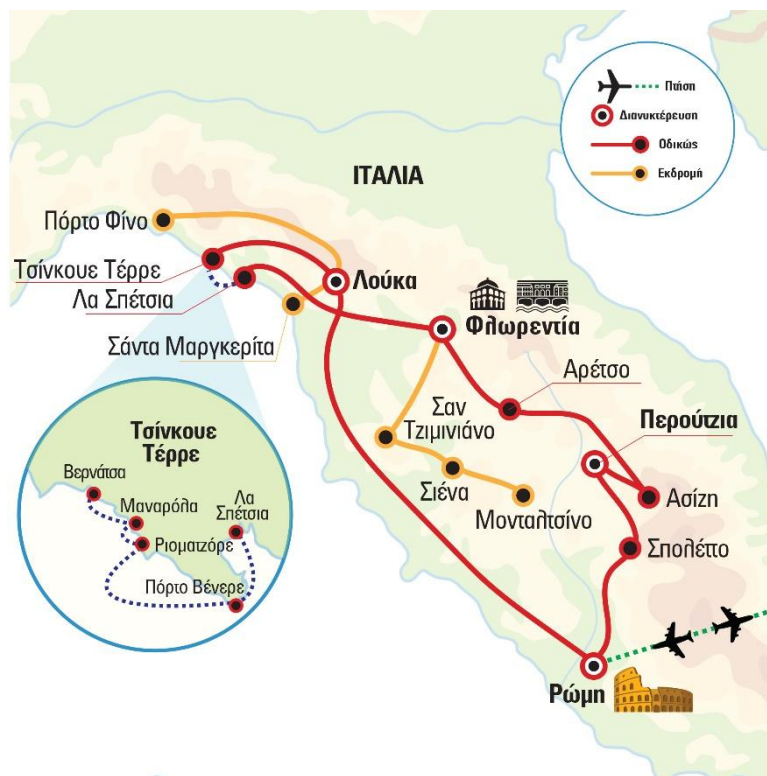 Πτήση
Διανυκτέρευση
Οδικώς
Εκδρομή
ΙΤΑΛΙΑ
Πόρτο Φίνο
Τσίνκουε Τέρρε
Λα Σπέτσια
Λούκα
Σάντα Μαργκερίτα
Φλωρεντία
Αρέτσο
Σαν
Τζιμινιάνο
Περούτζια
Σιένα
Ασίζη
Μονταλτσίνο
Σπολέττο
Ρώμη
Τσίνκουε
Τέρρε
Βερνάτσα
Μαναρόλα
Λα
Σπέτσια
Ριοματζόρε
Πόρτο Βένερε